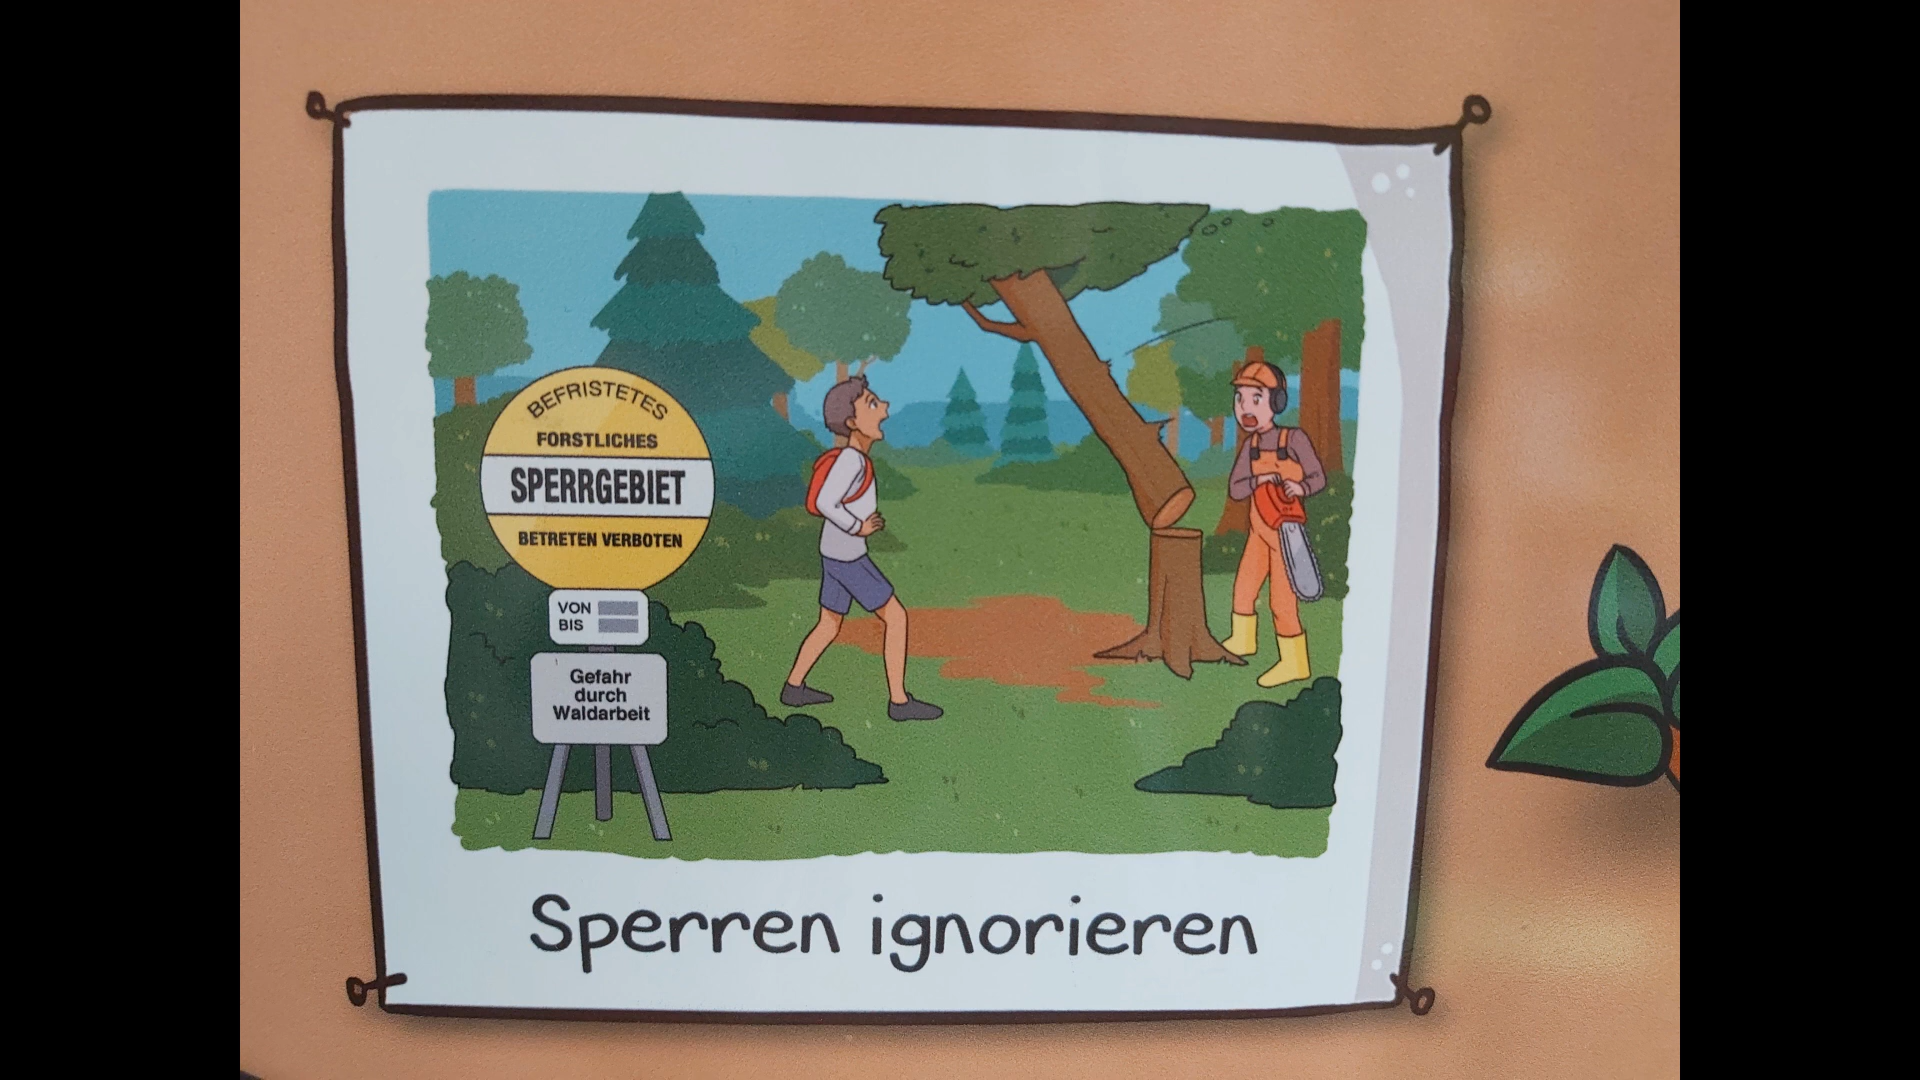 BEFRISTETES
FORSTLICHES
SPERRGEBIET
BETRETEN VERBOTEN
VON
BIS
Gefahr
durch
Waldarbeit
Sperren ignorieren